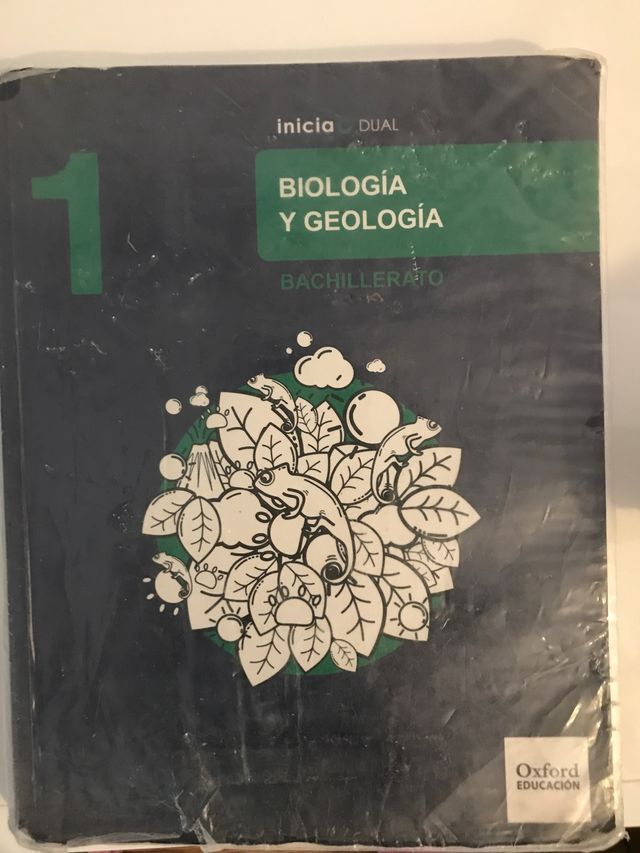 inicia DUAL
1
BIOLOGÍA
Y GEOLOGÍA
BACHILLERATO
Oxford
EDUCACIÓN